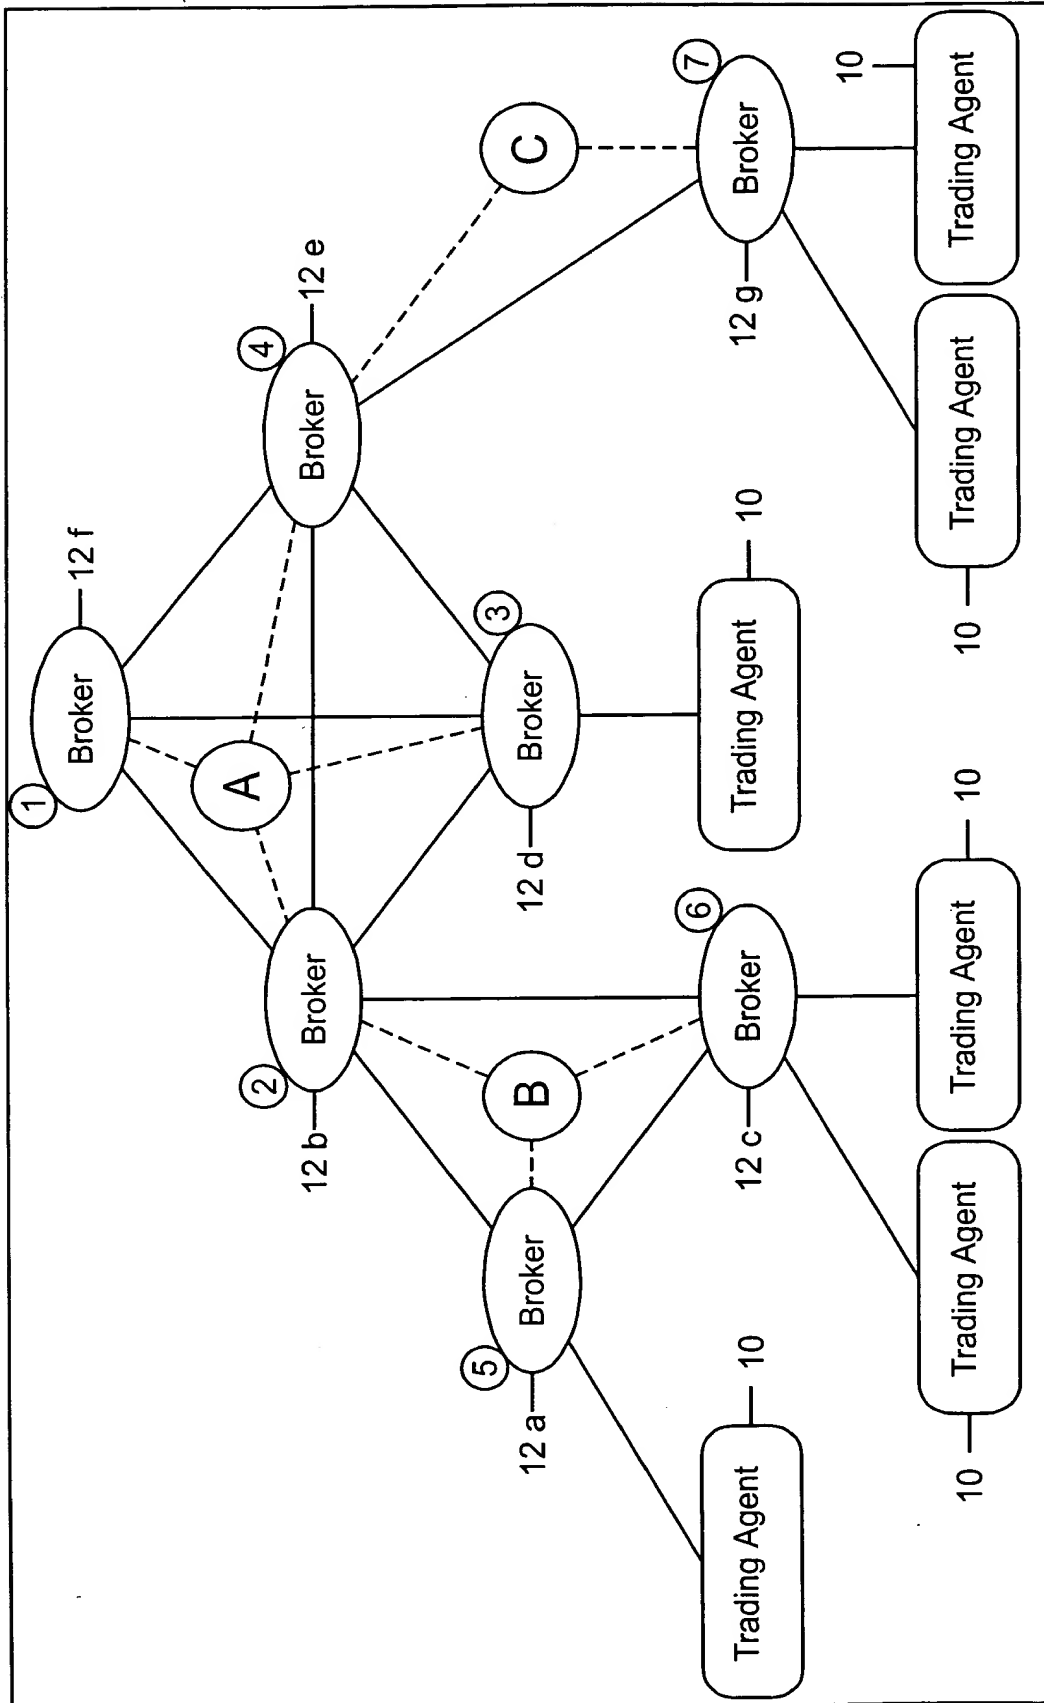 1
Broker
12 f
A
2
4
12 b
Broker
Broker
12 e
5
3
12 a
Broker
B
12 d
Broker
C
6
7
Trading Agent
10
12 c
Broker
Trading Agent
10
12 g
Broker
10
10
Trading Agent
Trading Agent
10
10
Trading Agent
Trading Agent